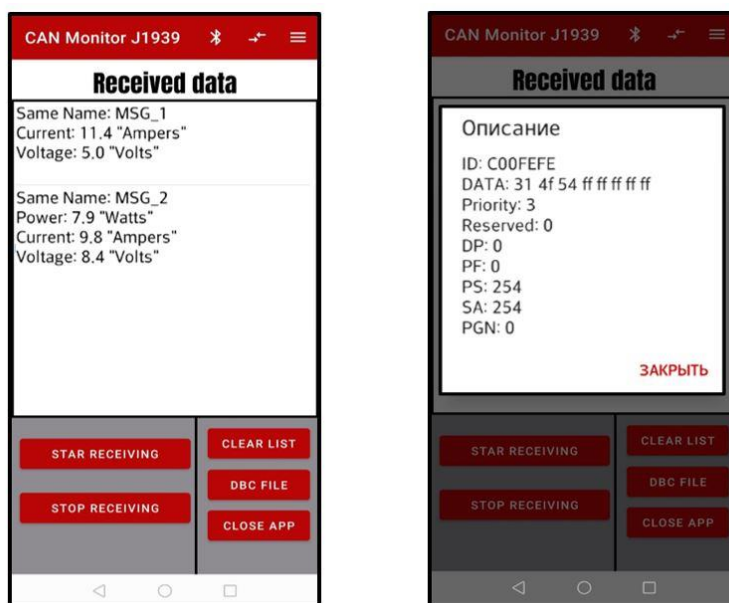 CAN Monitor J1939
Received data
Same Name: MSG_1
Current: 11.4 "Ampers"
Voltage: 5.0 "Volts"
Same Name: MSG_2
Power: 7.9 "Watts"
Current: 9.8 "Ampers"
Voltage: 8.4 "Volts"
STAR RECEIVING
STOP RECEIVING
CLEAR LIST
DBC FILE
CLOSE APP
CAN Monitor J1939
Received data
Описание
ID: C00FEFE
DATA: 31 4f 54 ff ff ff ff ff
Priority: 3
Reserved: 0
DP: 0
PF: 0
PS: 254
SA: 254
PGN: 0
ЗАКРЫТЬ
STAR RECEIVING
STOP RECEIVING
CLEAR LIST
DBC FILE
CLOSE APP